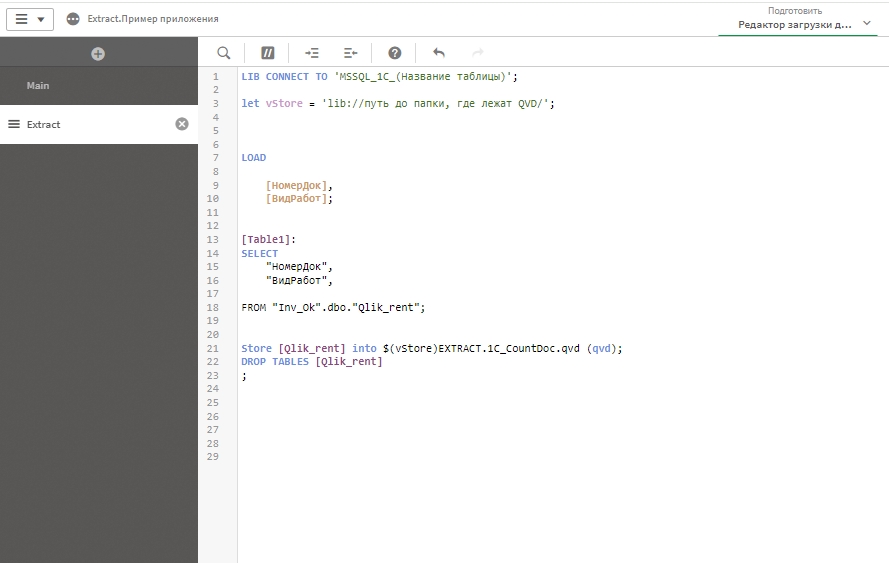 Extract.Пример приложения
Подготовить
Редактор загрузки д...
Main
Extract
1 LIB CONNECT TO 'MSSQL_1C_(Название таблицы)';
2
3 let vStore = 'lib://путь до папки, где лежат QVD/';
4
5
6
7 LOAD
8
9 [НомерДок],
10 [ВидРабот];
11
12
13 [Table1]:
14 SELECT
15 "НомерДок",
16 "ВидРабот",
17
18 FROM "Inv_Ok".dbo."Qlik_rent";
19
20
21 Store [Qlik_rent] into $(vStore)EXTRACT.1C_CountDoc.qvd (qvd);
22 DROP TABLES [Qlik_rent]
23 ;
24
25
26
27
28
29